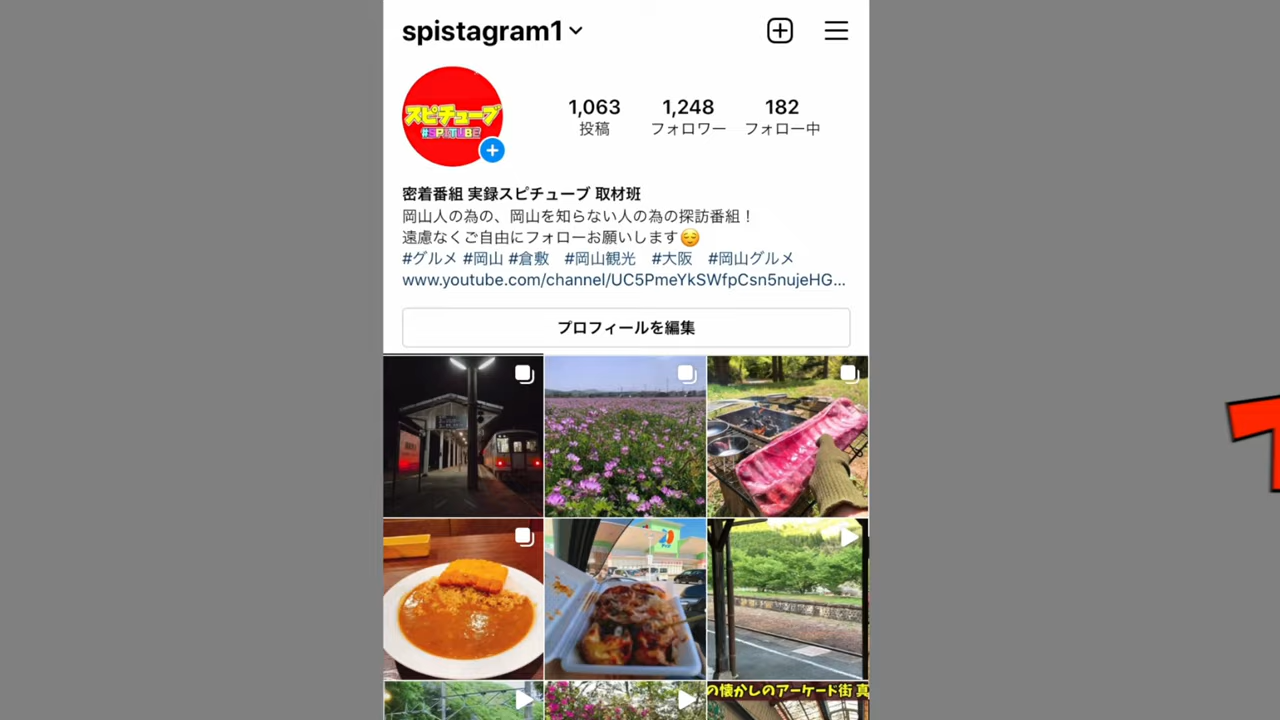 spistagram1
スピチューブ
#SPITUBE
1,063
投稿
1,248
フォロワー
182
フォロー中
密着番組 実録スピチューブ 取材班
岡山人の為の、岡山を知らない人の為の探訪番組！
遠慮なくご自由にフォローお願いします😌
#グルメ #岡山 #倉敷　#岡山観光　#大阪　#岡山グルメ
www.youtube.com/channel/UC5PmeYkSWfpCsn5nujeHG...
プロフィールを編集
の懐かしのアーケード街 真